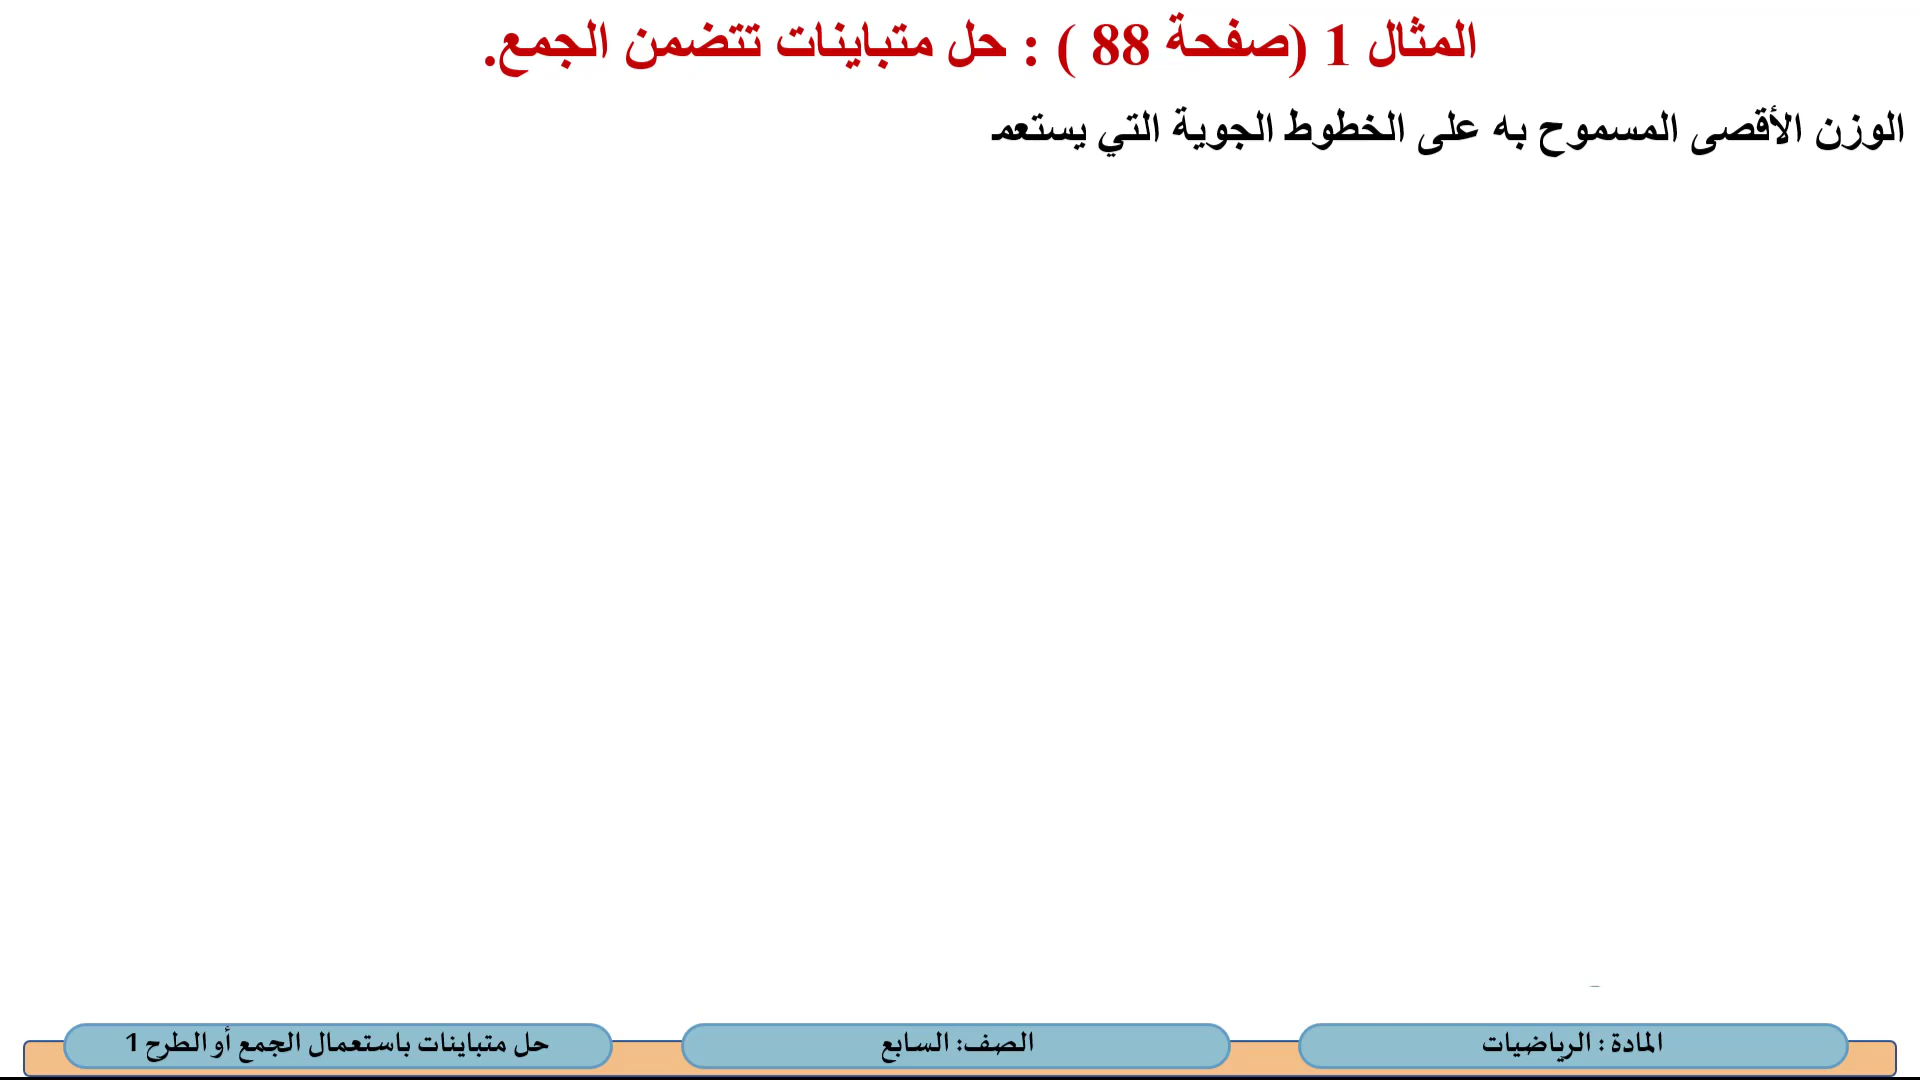 المثال 1 (صفحة 88 ) : حل متباينات تتضمن الجمع.
الوزن الأقصى المسموح به على الخطوط الجوية التي يستعمـ
المادة : الرياضيات
الصف: السابع
حل متباينات باستعمال الجمع أو الطرح 1